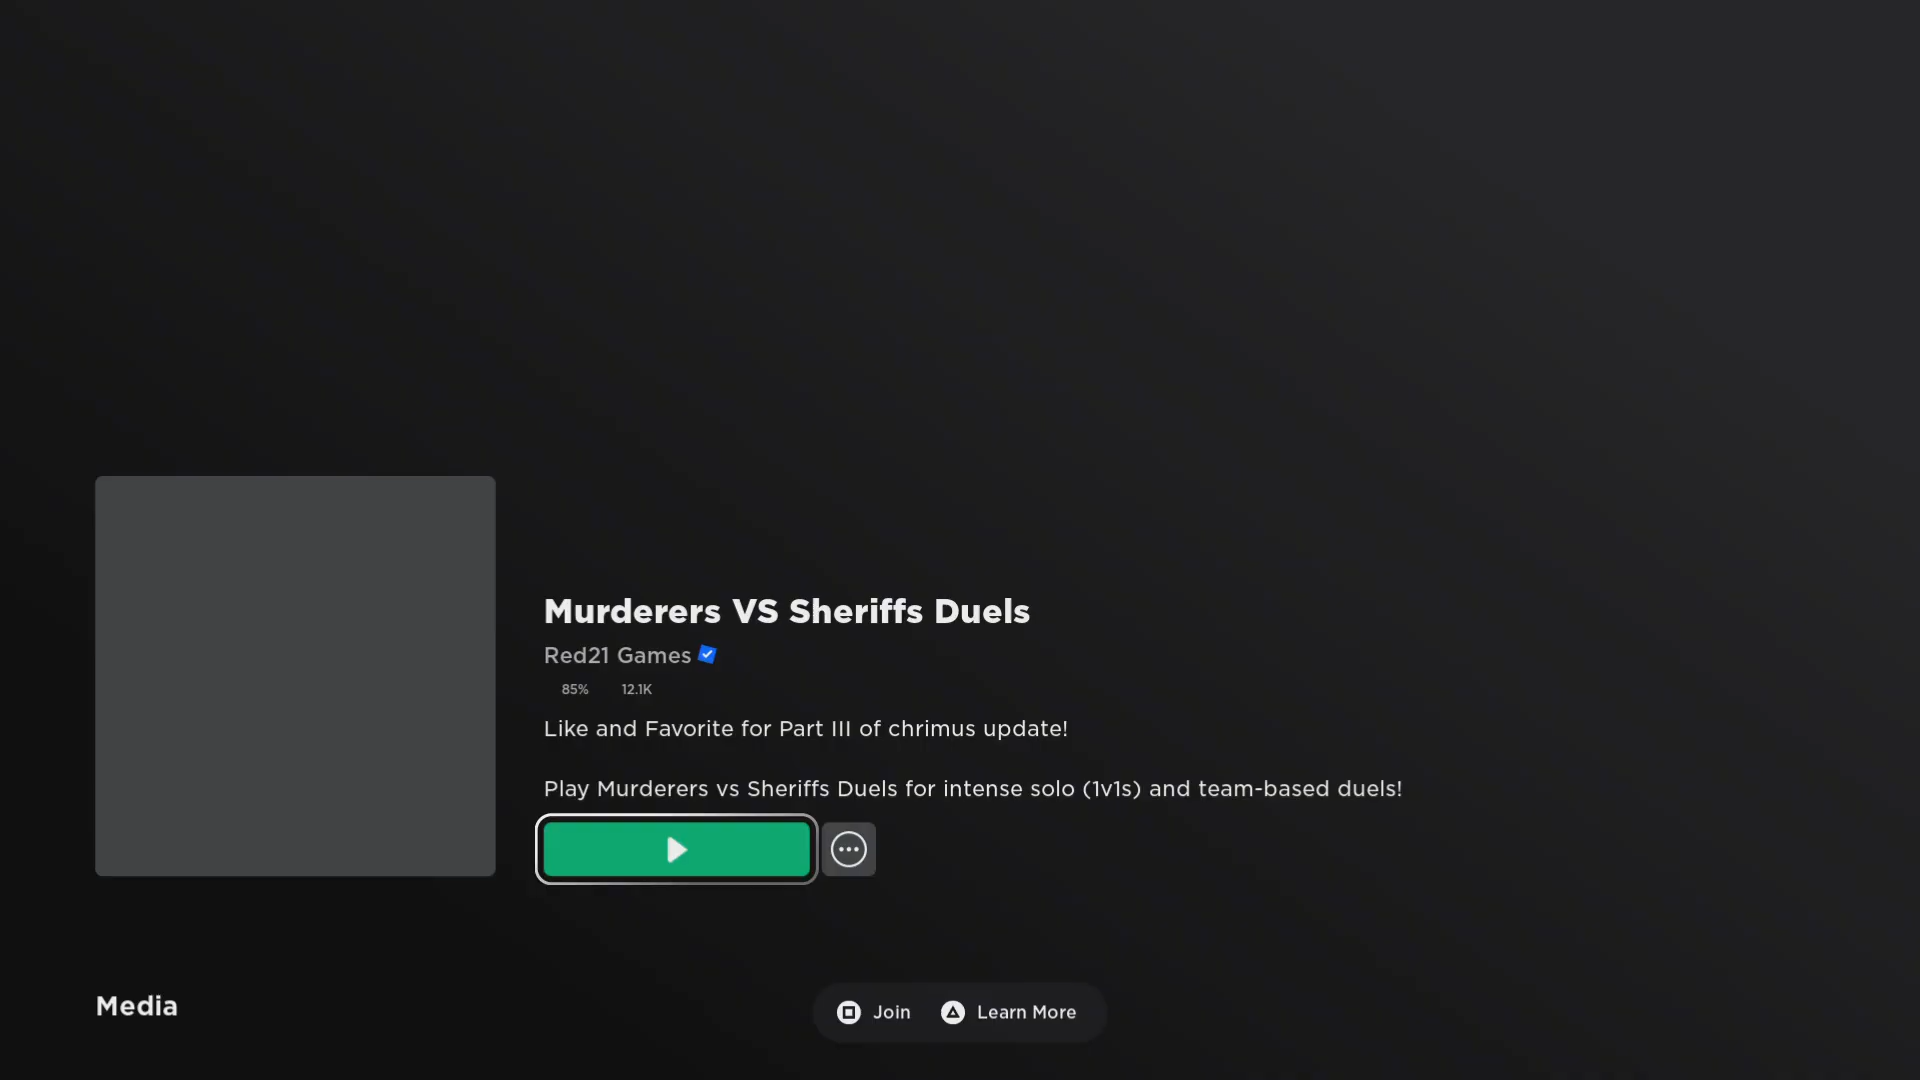 Murderers VS Sheriffs Duels
Red21 Games
85% 12.1K
Like and Favorite for Part III of chrimus update!
Play Murderers vs Sheriffs Duels for intense solo (1v1s) and team-based duels!
Media
Join
Learn More